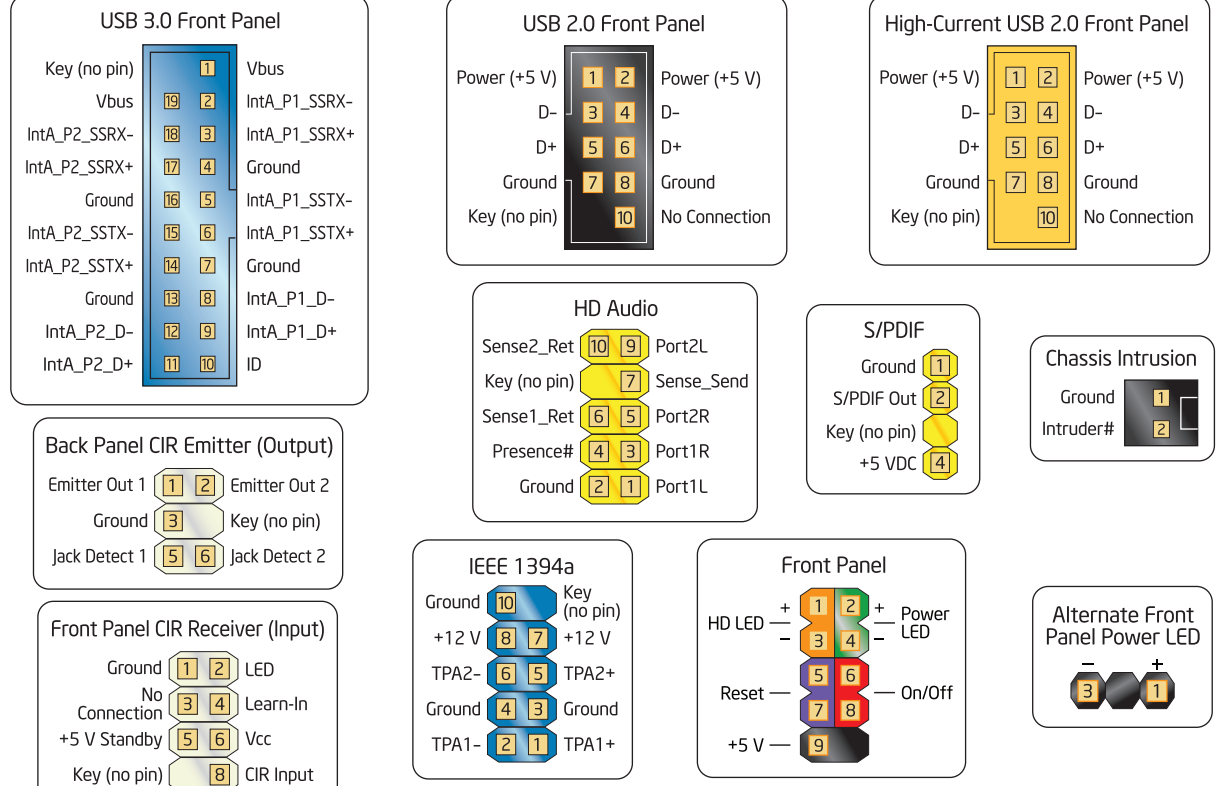 USB 3.0 Front Panel
Key (no pin) 1 Vbus
Vbus 19 2 IntA_P1_SSRX–
IntA_P2_SSRX– 18 3 IntA_P1_SSRX+
IntA_P2_SSRX+ 17 4 Ground
Ground 16 5 IntA_P1_SSTX–
IntA_P2_SSTX– 15 6 IntA_P1_SSTX+
IntA_P2_SSTX+ 14 7 Ground
Ground 13 8 IntA_P1_D–
IntA_P2_D– 12 9 IntA_P1_D+
IntA_P2_D+ 11 10 ID
USB 2.0 Front Panel
Power (+5 V) 1 2 Power (+5 V)
D– 3 4 D–
D+ 5 6 D+
Ground 7 8 Ground
Key (no pin) 10 No Connection
High-Current USB 2.0 Front Panel
Power (+5 V) 1 2 Power (+5 V)
D– 3 4 D–
D+ 5 6 D+
Ground 7 8 Ground
Key (no pin) 10 No Connection
HD Audio
Sense2_Ret 10 9 Port2L
Key (no pin) 7 Sense_Send
Sense1_Ret 6 5 Port2R
Presence# 4 3 Port1R
Ground 2 1 Port1L
S/PDIF
Ground 1
S/PDIF Out 2
Key (no pin)
+5 VDC 4
Chassis Intrusion
Ground 1
Intruder# 2
Back Panel CIR Emitter (Output)
Emitter Out 1 1 2 Emitter Out 2
Ground 3 Key (no pin)
Jack Detect 1 5 6 Jack Detect 2
Front Panel CIR Receiver (Input)
Ground 1 2 LED
No
Connection 3 4 Learn-In
+5 V Standby 5 6 Vcc
Key (no pin) 8 CIR Input
IEEE 1394a
Ground 10 Key
(no pin)
+12 V 8 7 +12 V
TPA2– 6 5 TPA2+
Ground 4 3 Ground
TPA1– 2 1 TPA1+
Front Panel
+ 1 2 +
HD LED Power
LED
– 3 4 –
5 6
Reset On/Off
7 8
+5 V 9
Alternate Front
Panel Power LED
– +
3 1